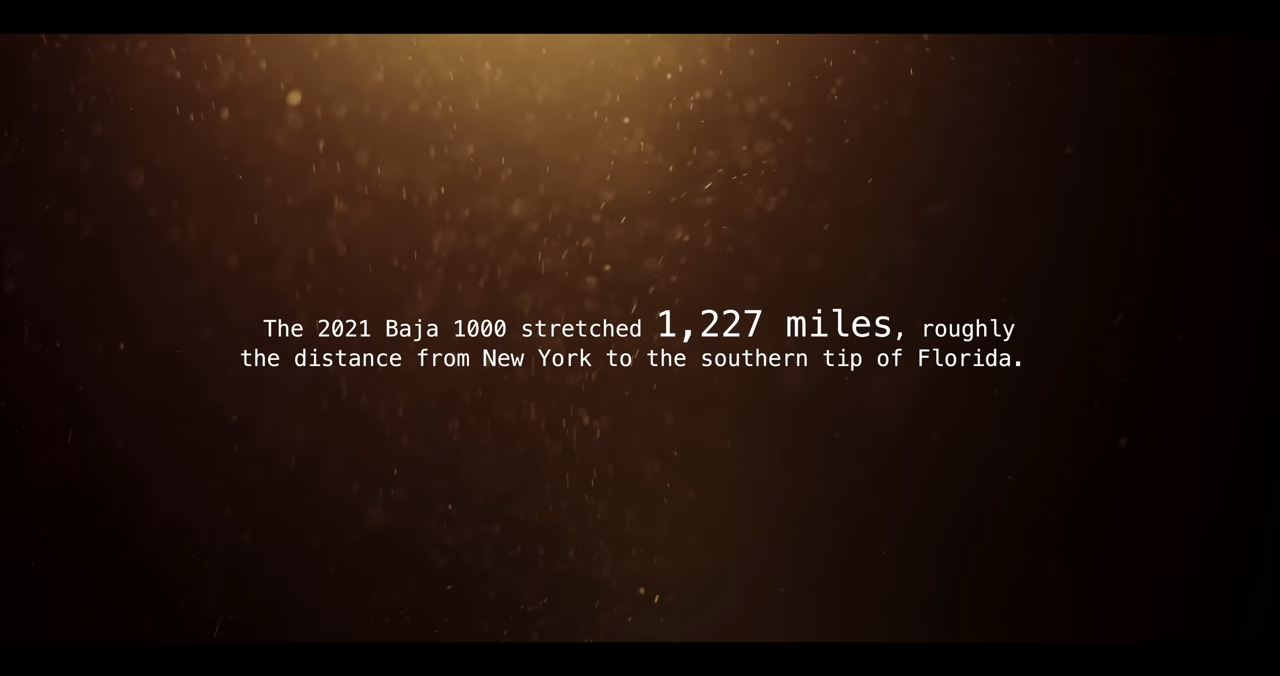 The 2021 Baja 1000 stretched 1,227 miles, roughly
the distance from New York to the southern tip of Florida.